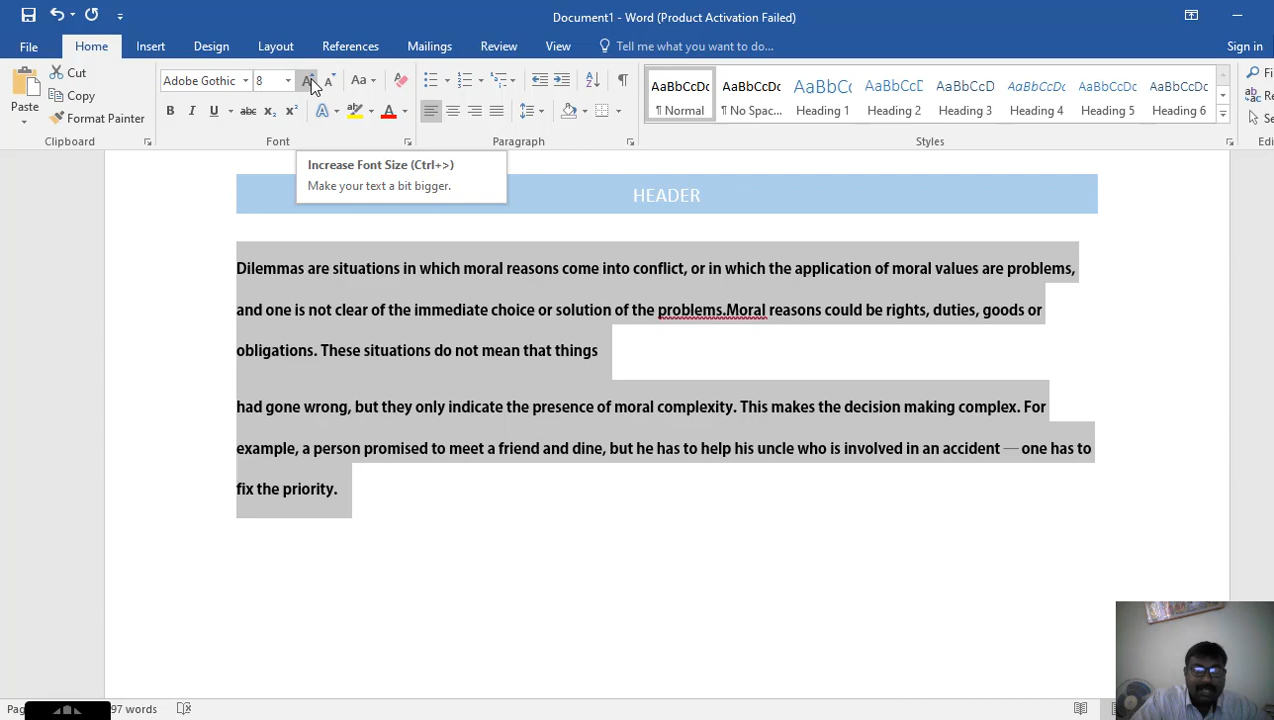 Document1 - Word (Product Activation Failed)
File Home Insert Design Layout References Mailings Review View Tell me what you want to do... Sign in
Paste Cut Copy Format Painter
Adobe Gothic 8 Aa
B I U abc x₂ x² A A
AaBbCcDc AaBbCcDc AaBbCc AaBbCcD AaBbCcDc AaBbCcDc AaBbCcDc AaBbCcDc
¶ Normal ¶ No Spac... Heading 1 Heading 2 Heading 3 Heading 4 Heading 5 Heading 6
Clipboard Font Paragraph Styles
Increase Font Size (Ctrl+>)
Make your text a bit bigger.
HEADER
Dilemmas are situations in which moral reasons come into conflict, or in which the application of moral values are problems,
and one is not clear of the immediate choice or solution of the problems.Moral reasons could be rights, duties, goods or
obligations. These situations do not mean that things
had gone wrong, but they only indicate the presence of moral complexity. This makes the decision making complex. For
example, a person promised to meet a friend and dine, but he has to help his uncle who is involved in an accident — one has to
fix the priority.
97 words